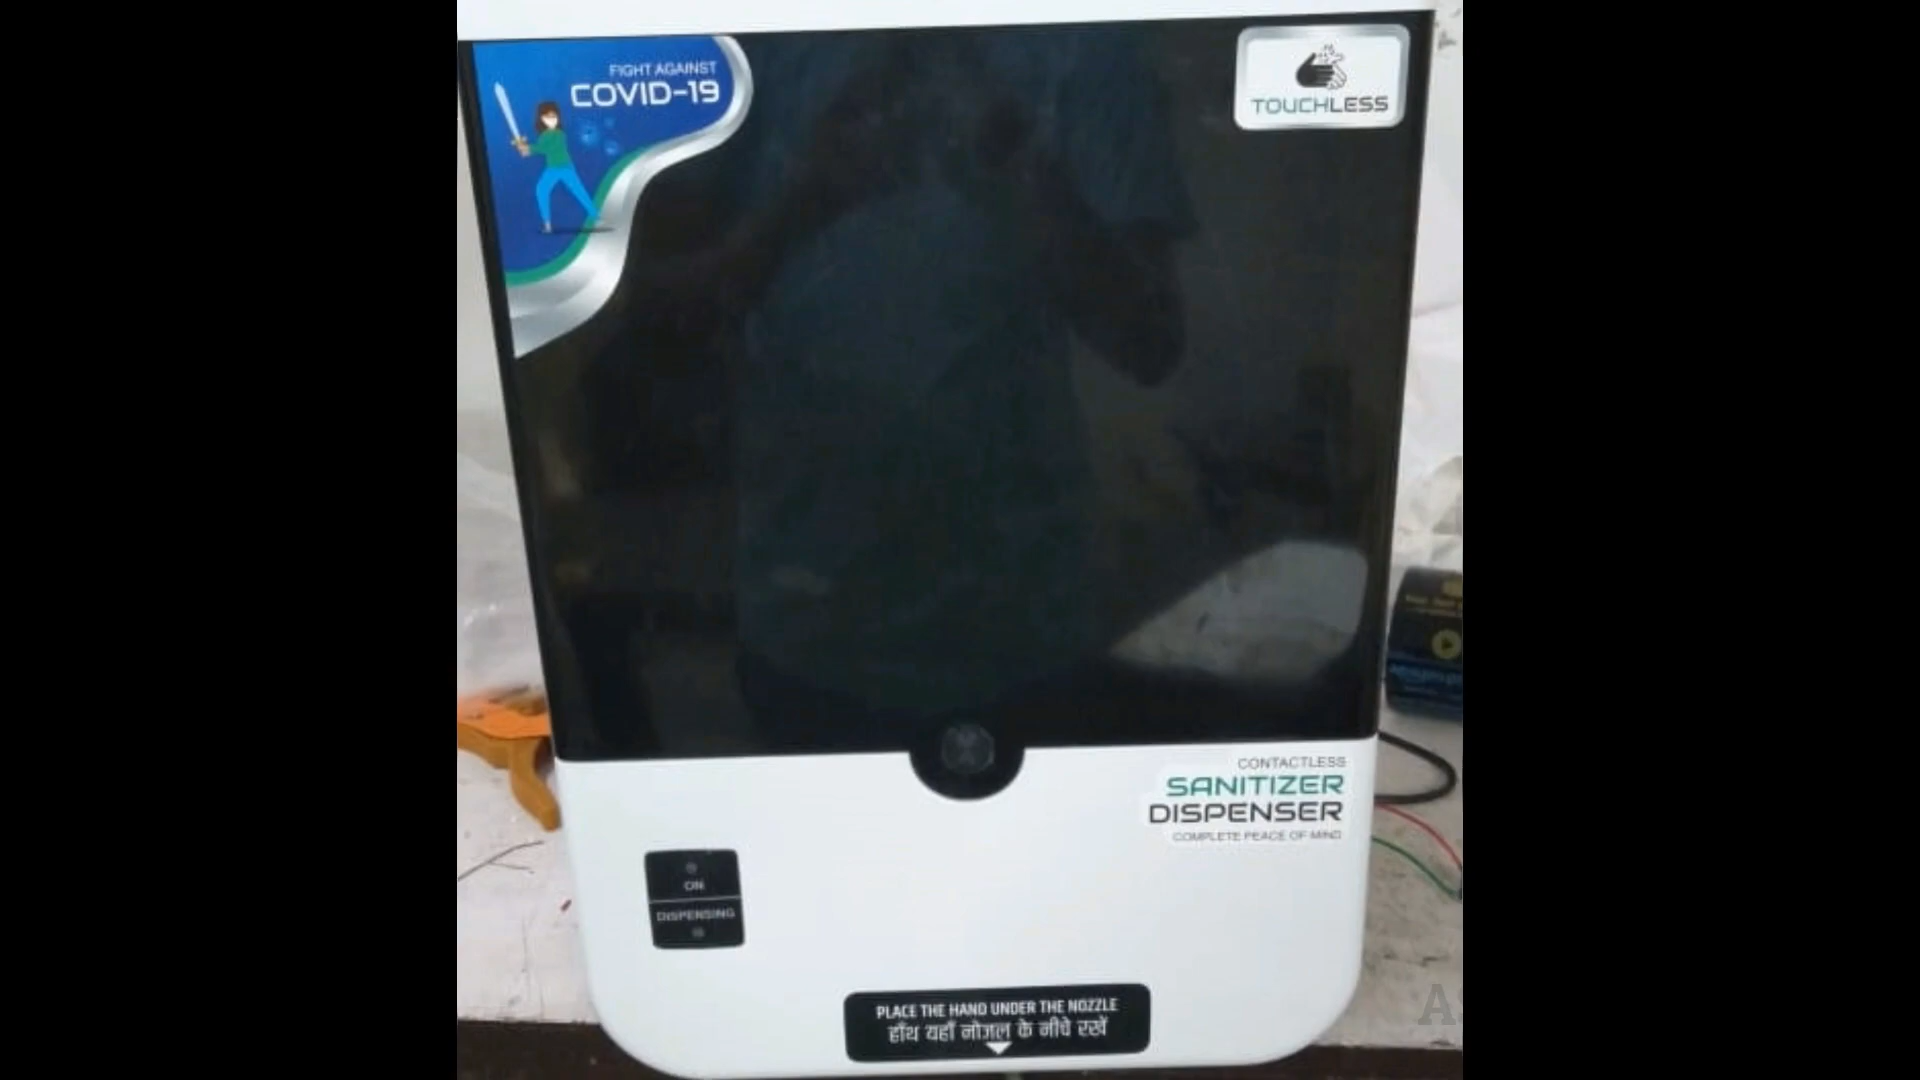 FIGHT AGAINST
COVID-19
TOUCHLESS
CONTACTLESS
SANITIZER
DISPENSER
COMPLETE PEACE OF MIND
ON
DISPENSING
PLACE THE HAND UNDER THE NOZZLE
हाँथ यहाँ नोजल के नीचे रखें